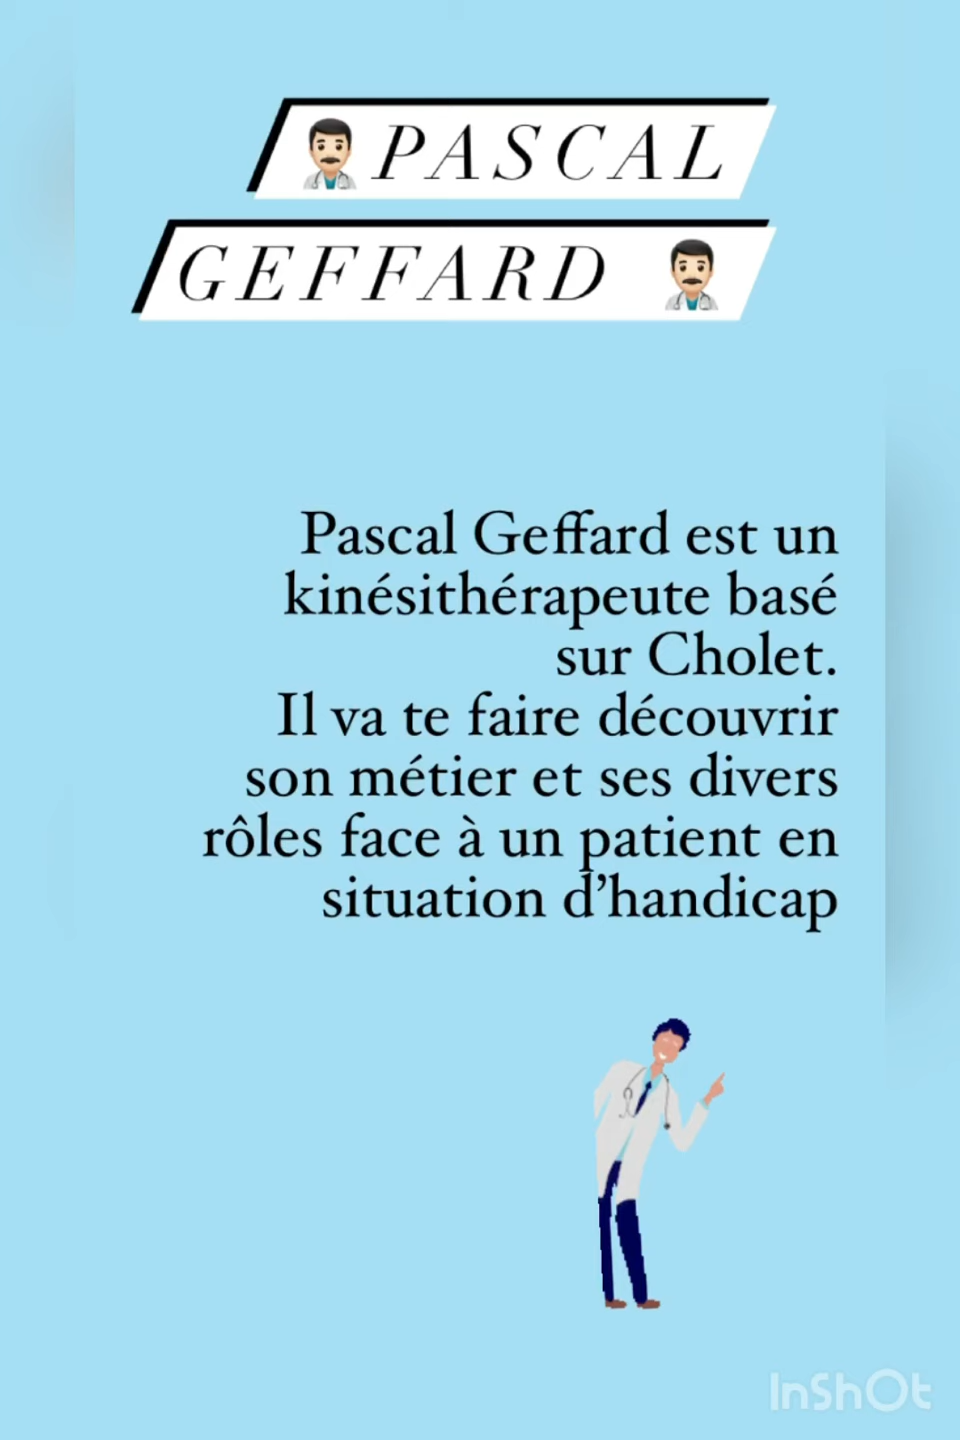 PASCAL
GEFFARD
Pascal Geffard est un
kinésithérapeute basé
sur Cholet.
Il va te faire découvrir
son métier et ses divers
rôles face à un patient en
situation d’handicap
InShOt